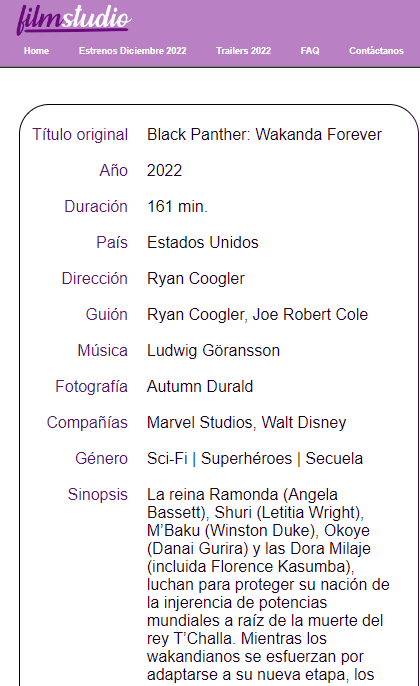 filmstudio
Home Estrenos Diciembre 2022 Trailers 2022 FAQ Contàctanos
Título original Black Panther: Wakanda Forever
Año 2022
Duración 161 min.
País Estados Unidos
Dirección Ryan Coogler
Guión Ryan Coogler, Joe Robert Cole
Música Ludwig Göransson
Fotografía Autumn Durald
Compañías Marvel Studios, Walt Disney
Género Sci-Fi | Superhéroes | Secuela
Sinopsis La reina Ramonda (Angela
Bassett), Shuri (Letitia Wright),
M’Baku (Winston Duke), Okoye
(Danai Gurira) y las Dora Milaje
(incluida Florence Kasumba),
luchan para proteger su nación de
la injerencia de potencias
mundiales a raíz de la muerte del
rey T’Challa. Mientras los
wakandianos se esfuerzan por
adaptarse a su nueva etapa, los